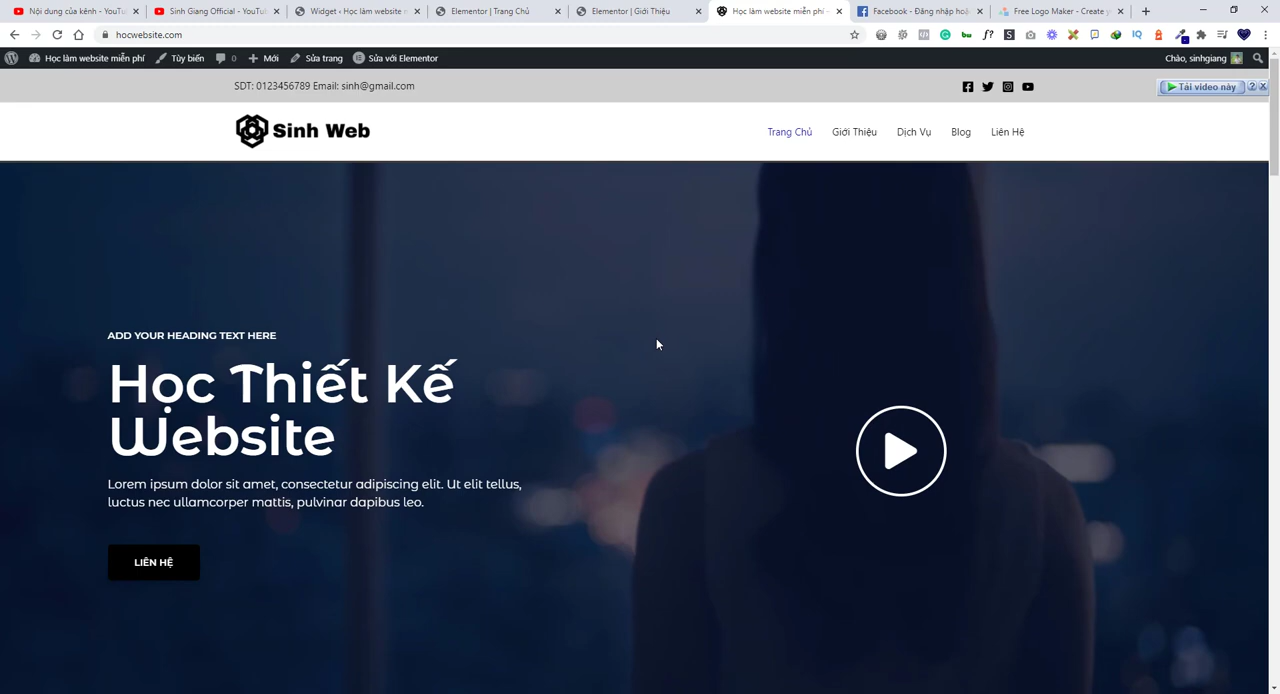 Nội dung của kênh - YouTu
Sinh Giang Official - YouTub
Widget ‹ Học làm website m
Elementor | Trang Chủ
Elementor | Giới Thiệu
Học làm website miễn phí –
Facebook - Đăng nhập hoặ
Free Logo Maker - Create y
hocwebsite.com
Học làm website miễn phí
Tùy biến
0
Mới
Sửa trang
Sửa với Elementor
Chào, sinhgiang
SDT: 0123456789 Email: sinh@gmail.com
Tải video này
Sinh Web
Trang Chủ
Giới Thiệu
Dịch Vụ
Blog
Liên Hệ
ADD YOUR HEADING TEXT HERE
Học Thiết Kế
Website
Lorem ipsum dolor sit amet, consectetur adipiscing elit. Ut elit tellus,
luctus nec ullamcorper mattis, pulvinar dapibus leo.
LIÊN HỆ